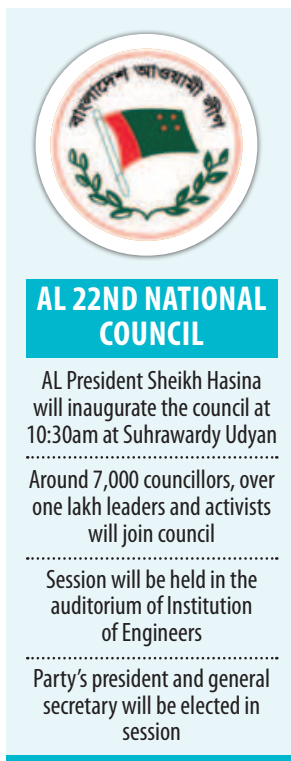 বাংলাদেশ আওয়ামী লীগ
AL 22ND NATIONAL
COUNCIL
AL President Sheikh Hasina
will inaugurate the council at
10:30am at Suhrawardy Udyan
Around 7,000 councillors, over
one lakh leaders and activists
will join council
Session will be held in the
auditorium of Institution
of Engineers
Party’s president and general
secretary will be elected in
session